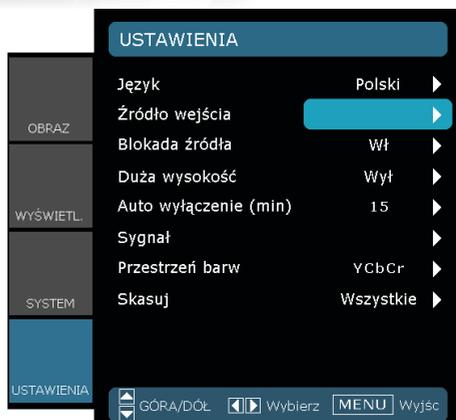 USTAWIENIA
Język Polski
Źródło wejścia
Blokada źródła Wł
Duża wysokość Wył
Auto wyłączenie (min) 15
Sygnał
Przestrzeń barw YCbCr
Skasuj Wszystkie
OBRAZ
WYŚWIETL.
SYSTEM
USTAWIENIA
GÓRA/DÓŁ Wybierz MENU Wyjśc